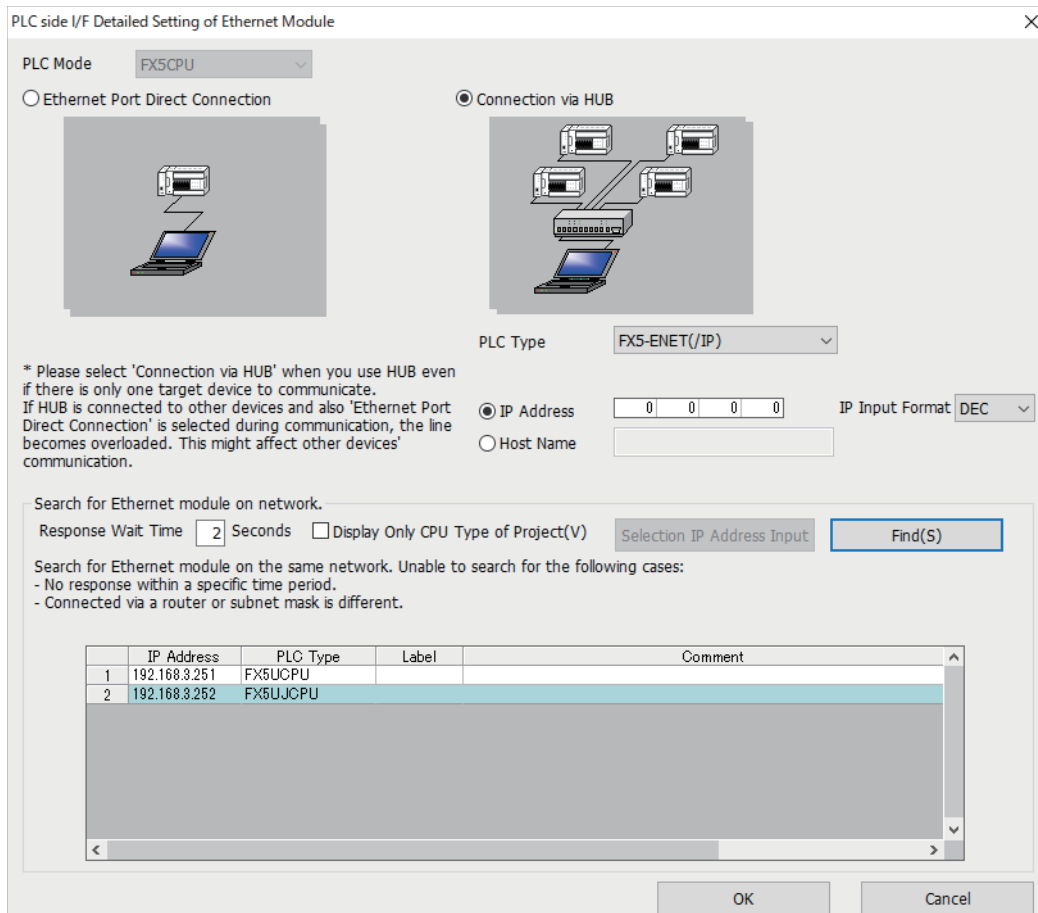 PLC side I/F Detailed Setting of Ethernet Module
PLC Mode FX5CPU
Ethernet Port Direct Connection
Connection via HUB
PLC Type FX5-ENET(/IP)
* Please select 'Connection via HUB' when you use HUB even
if there is only one target device to communicate.
If HUB is connected to other devices and also 'Ethernet Port
Direct Connection' is selected during communication, the line
becomes overloaded. This might affect other devices'
communication.
IP Address 0 0 0 0 IP Input Format DEC
Host Name
Search for Ethernet module on network.
Response Wait Time 2 Seconds Display Only CPU Type of Project(V) Selection IP Address Input Find(S)
Search for Ethernet module on the same network. Unable to search for the following cases:
- No response within a specific time period.
- Connected via a router or subnet mask is different.
IP Address PLC Type Label Comment
1 192.168.3.251 FX5UCPU
2 192.168.3.252 FX5UJCPU
OK Cancel